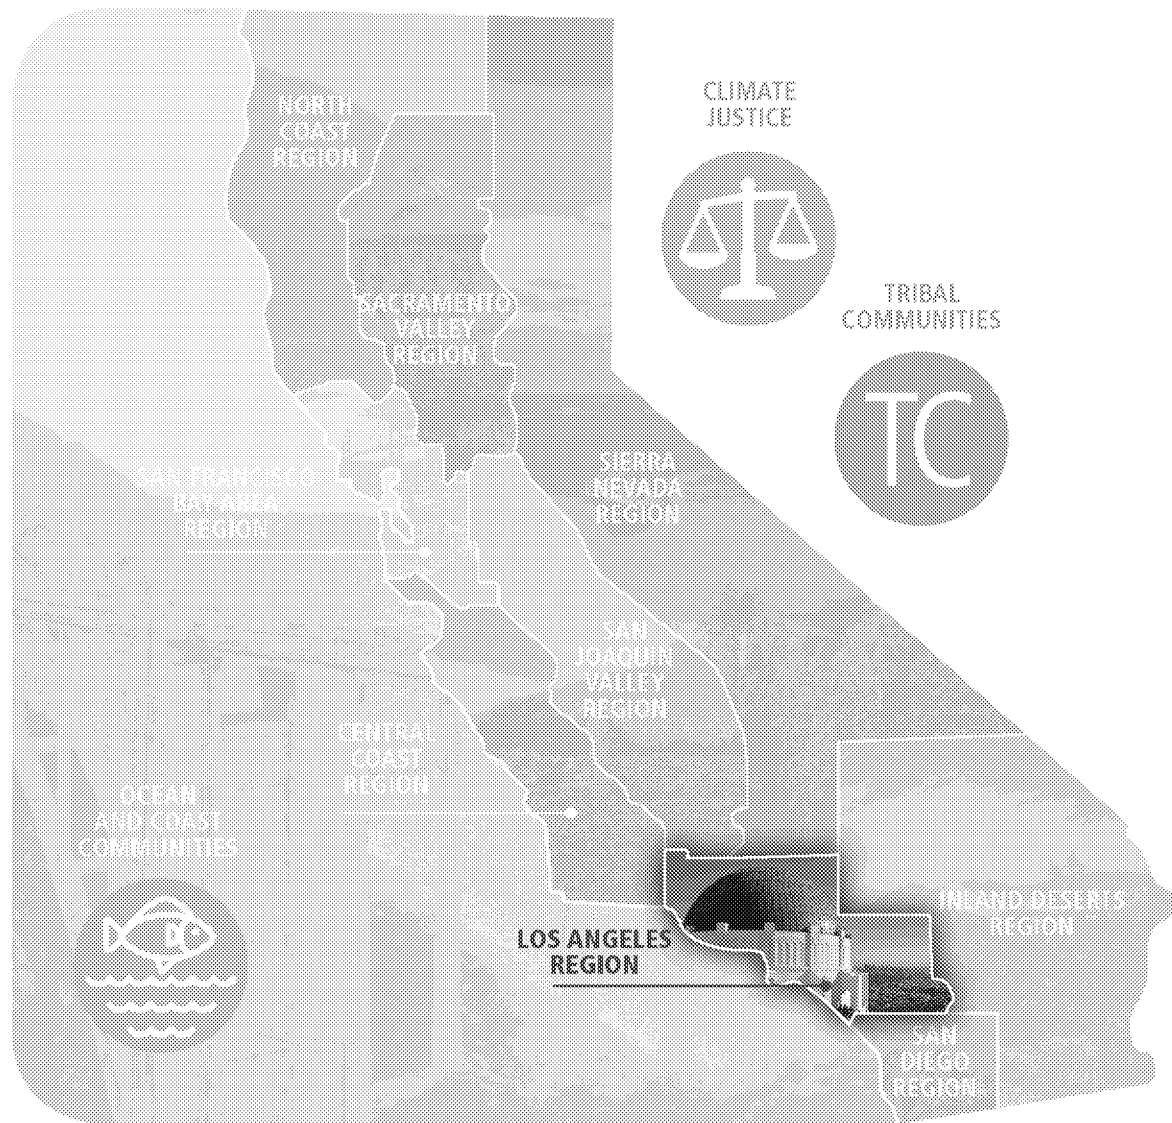 CLIMATE
JUSTICE
NORTH
COAST
REGION
TRIBAL
COMMUNITIES
TC
SACRAMENTO
VALLEY
REGION
SIERRA
NEVADA
REGION
SAN FRANCISCO
BAY AREA
REGION
SAN
JOAQUIN
VALLEY
REGION
CENTRAL
COAST
REGION
OCEAN
AND COAST
COMMUNITIES
INLAND DESERTS
REGION
LOS ANGELES
REGION
SAN
DIEGO
REGION